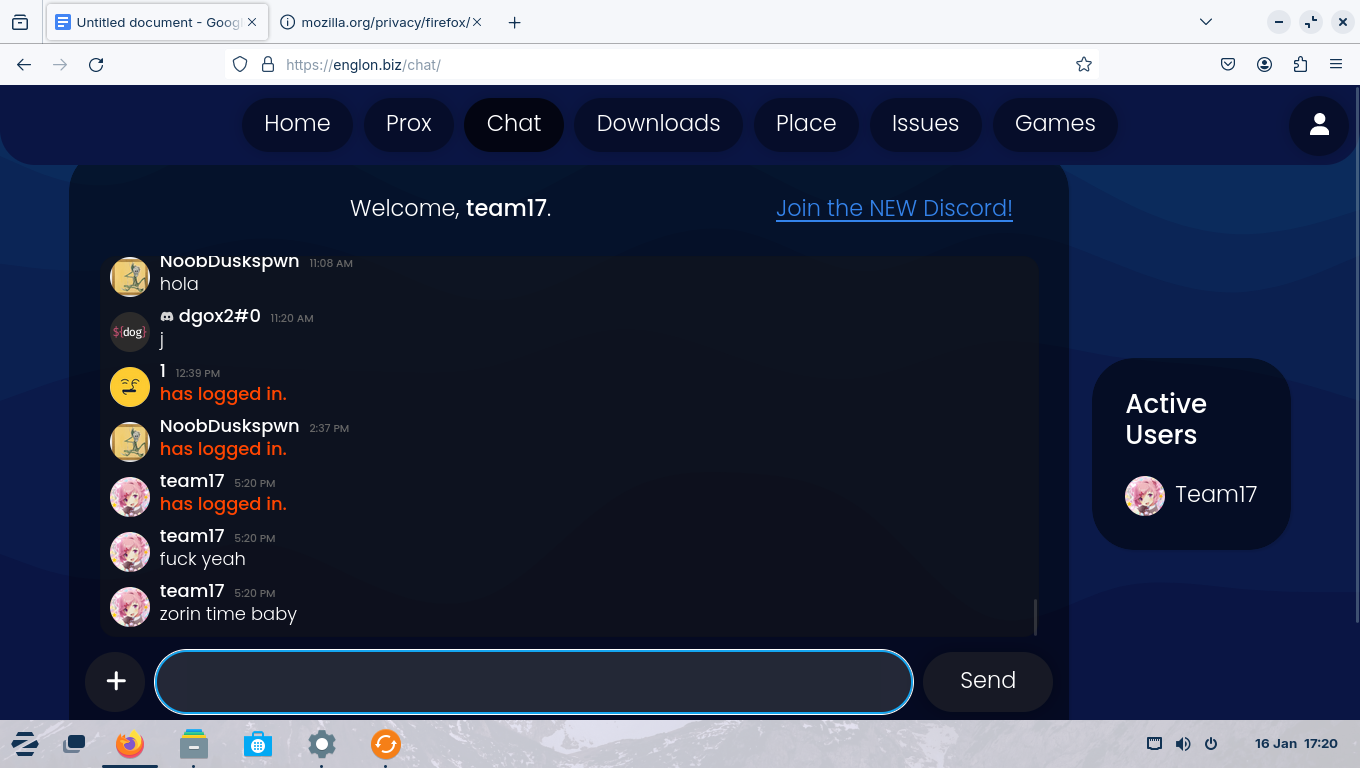 Untitled document - Goog
mozilla.org/privacy/firefox/
https://englon.biz/chat/
Home
Prox
Chat
Downloads
Place
Issues
Games
Welcome, team17.
Join the NEW Discord!
NoobDuskspwn 11:08 AM
hola
${dog}
dgox2#0 11:20 AM
j
1 12:39 PM
has logged in.
NoobDuskspwn 2:37 PM
has logged in.
team17 5:20 PM
has logged in.
team17 5:20 PM
fuck yeah
team17 5:20 PM
zorin time baby
Active
Users
Team17
Send
16 Jan 17:20